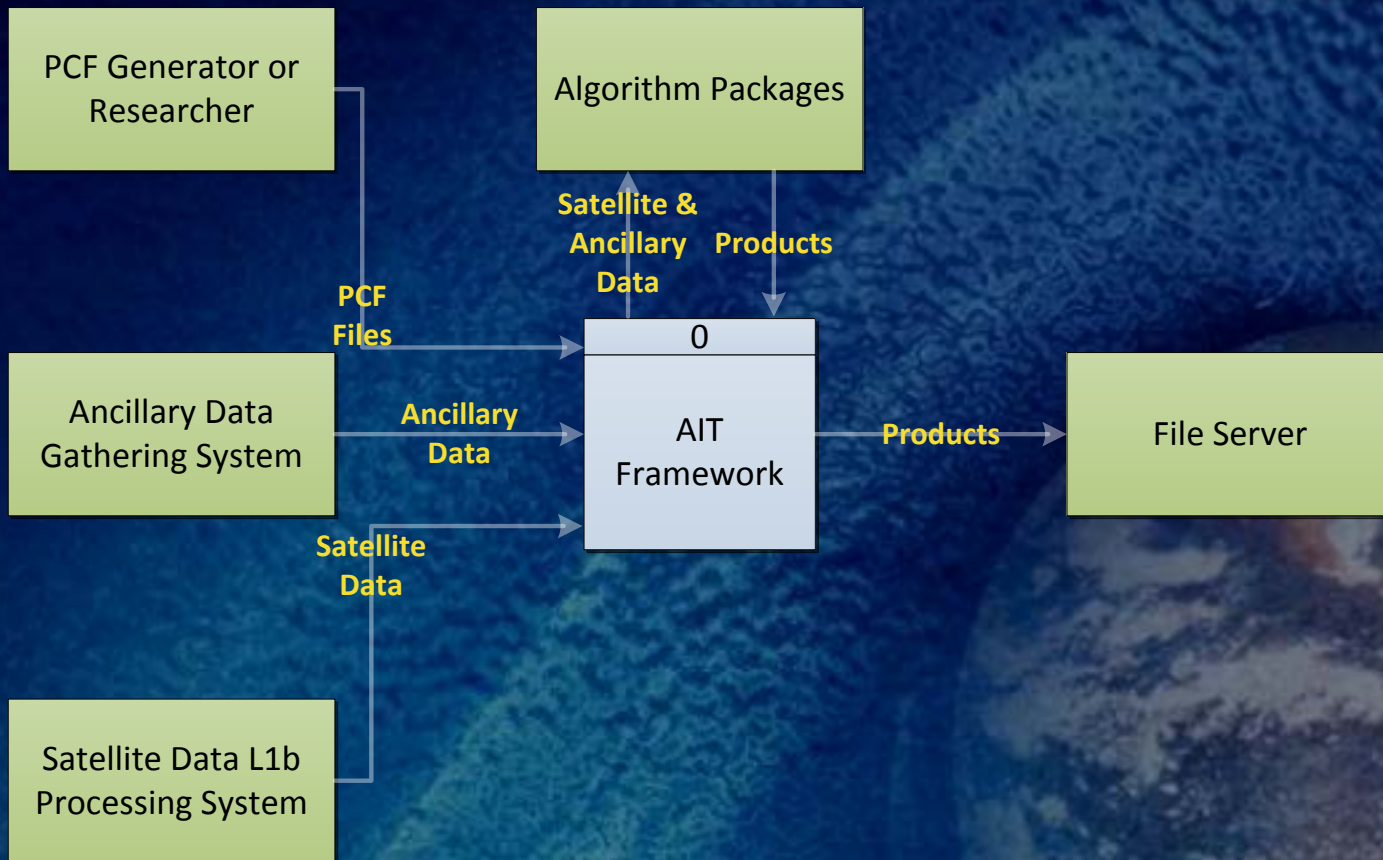 PCF Generator or
Researcher
Algorithm Packages
Satellite &
Ancillary
Data
Products
PCF
Files
0
AIT
Framework
Ancillary Data
Gathering System
Ancillary
Data
Products
File Server
Satellite
Data
Satellite Data L1b
Processing System